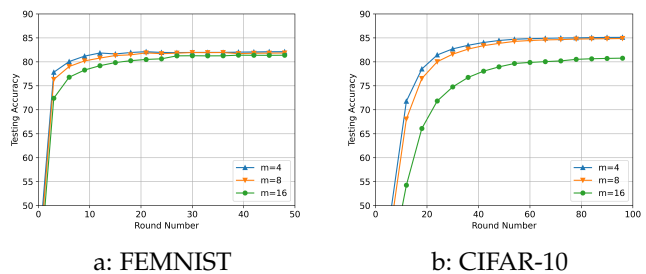 90
85
80
75
70
65
60
55
50
Testing Accuracy
0 10 20 30 40 50
Round Number
m=4
m=8
m=16
a: FEMNIST
90
85
80
75
70
65
60
55
50
Testing Accuracy
0 20 40 60 80 100
Round Number
m=4
m=8
m=16
b: CIFAR-10